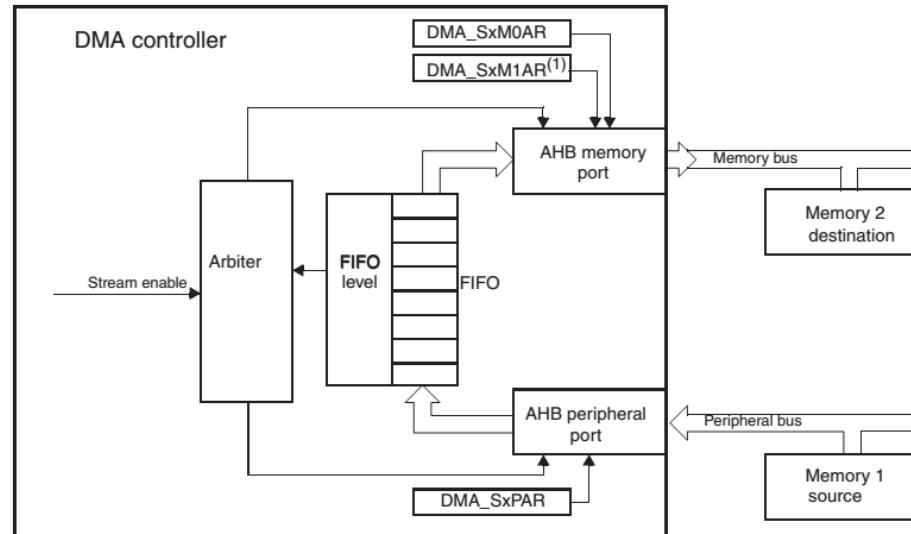 DMA controller
DMA_SxM0AR
DMA_SxM1AR(1)
AHB memory
port
Memory bus
Memory 2
destination
Arbiter
FIFO
level
FIFO
Stream enable
AHB peripheral
port
Peripheral bus
Memory 1
source
DMA_SxPAR